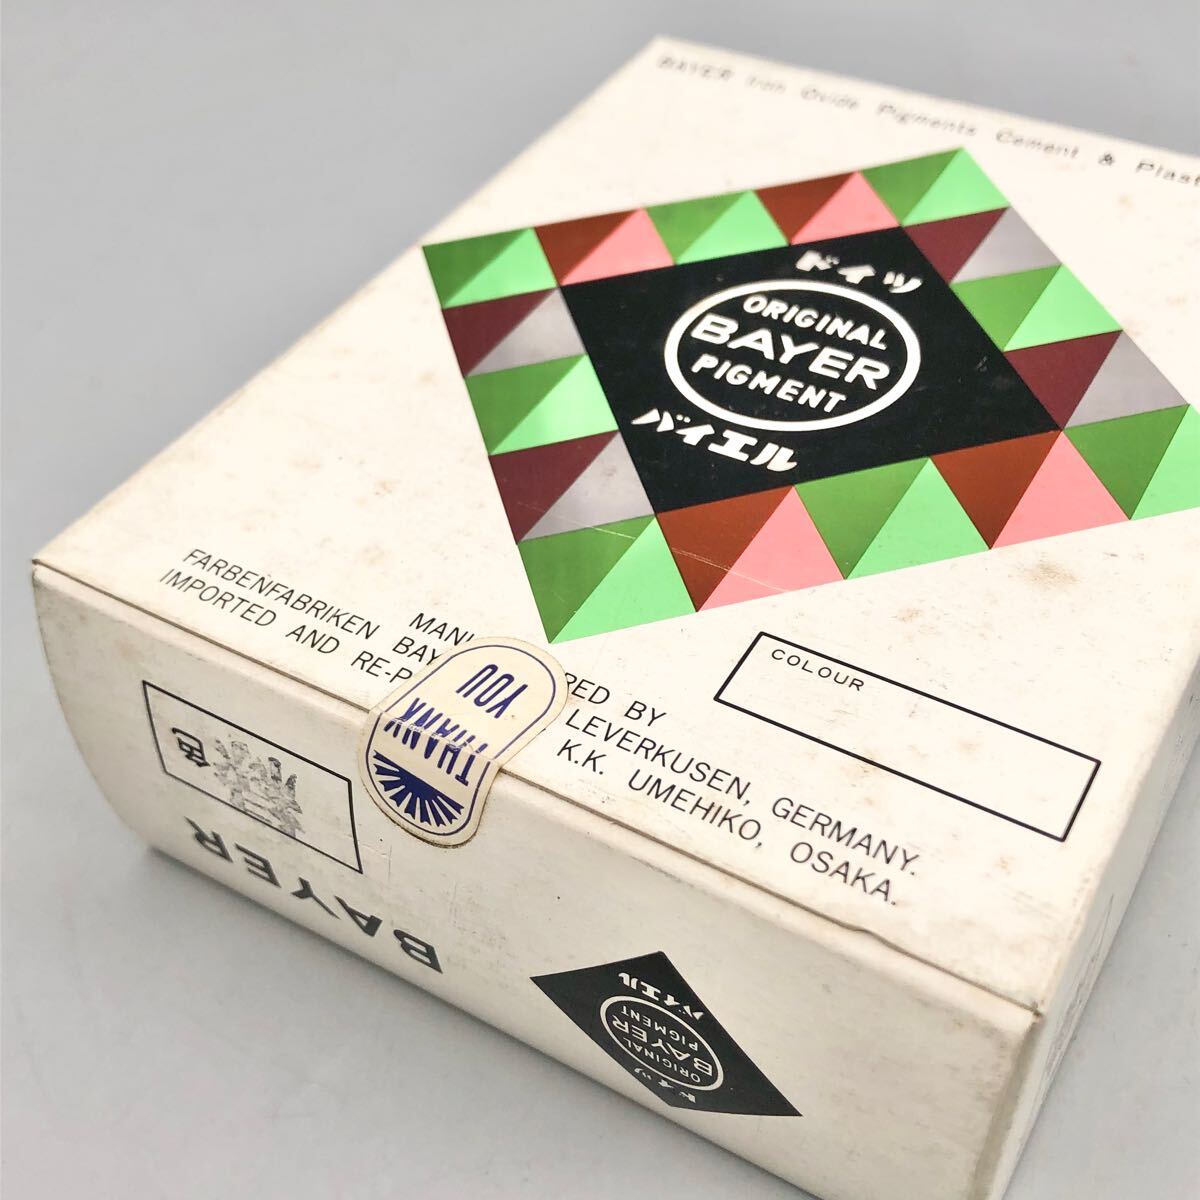 BAYER Iron Oxide Pigments Cement & Plast
ドイツ
ORIGINAL
BAYER
PIGMENT
バイエル
COLOUR
MANU RED BY
FARBENFABRIKEN BAY LEVERKUSEN, GERMANY.
IMPORTED AND RE-P K.K. UMEHIKO, OSAKA.
THANK
YOU
色
BAYER
ドイツ
ORIGINAL
BAYER
PIGMENT
バイエル